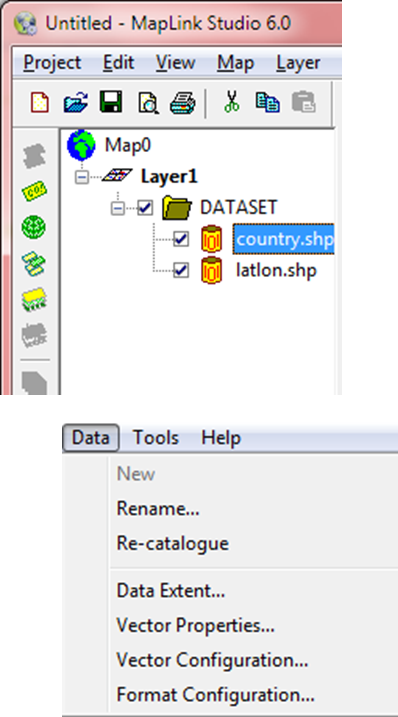 Untitled - MapLink Studio 6.0
Project Edit View Map Layer
Map0
Layer1
DATASET
country.shp
latlon.shp
Data Tools Help
New
Rename...
Re-catalogue
Data Extent...
Vector Properties...
Vector Configuration...
Format Configuration...